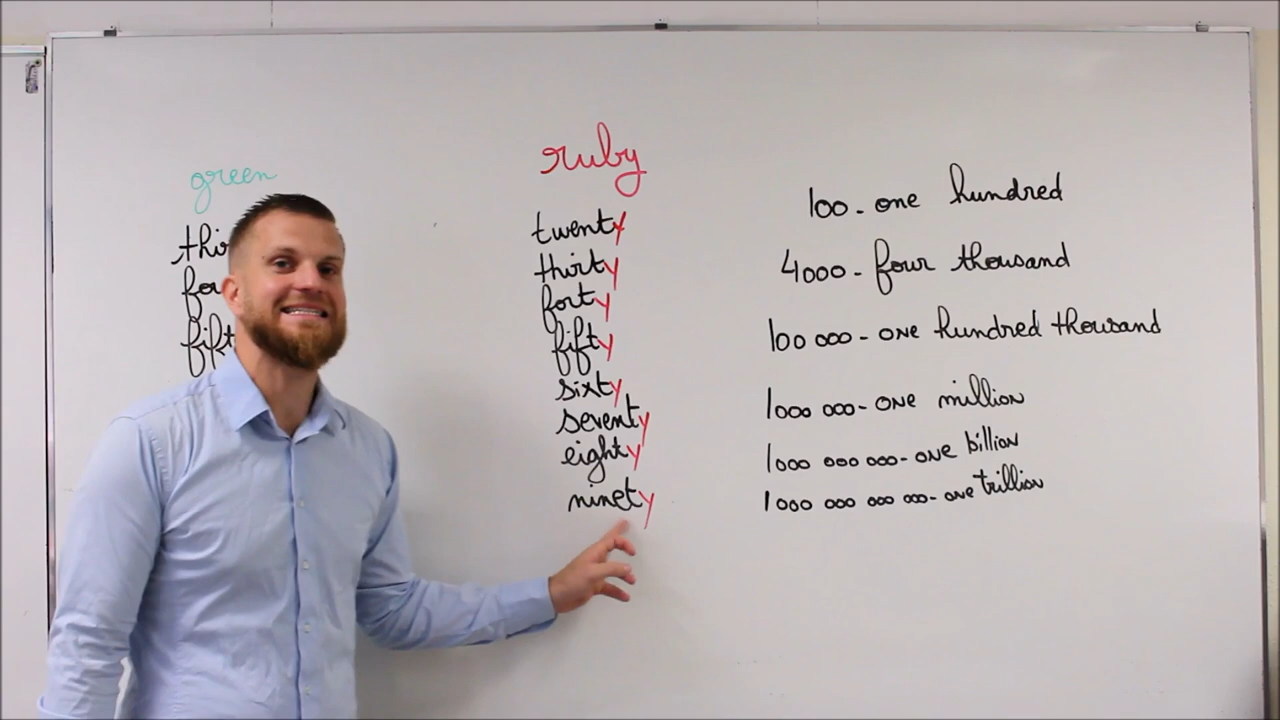 green
ruby
twenty
thirty
forty
fifty
sixty
seventy
eighty
ninety
100 - one hundred
4000 - four thousand
100 000 - one hundred thousand
1000 000 - one million
1000 000 000 - one billion
1000 000 000 000 - one trillion